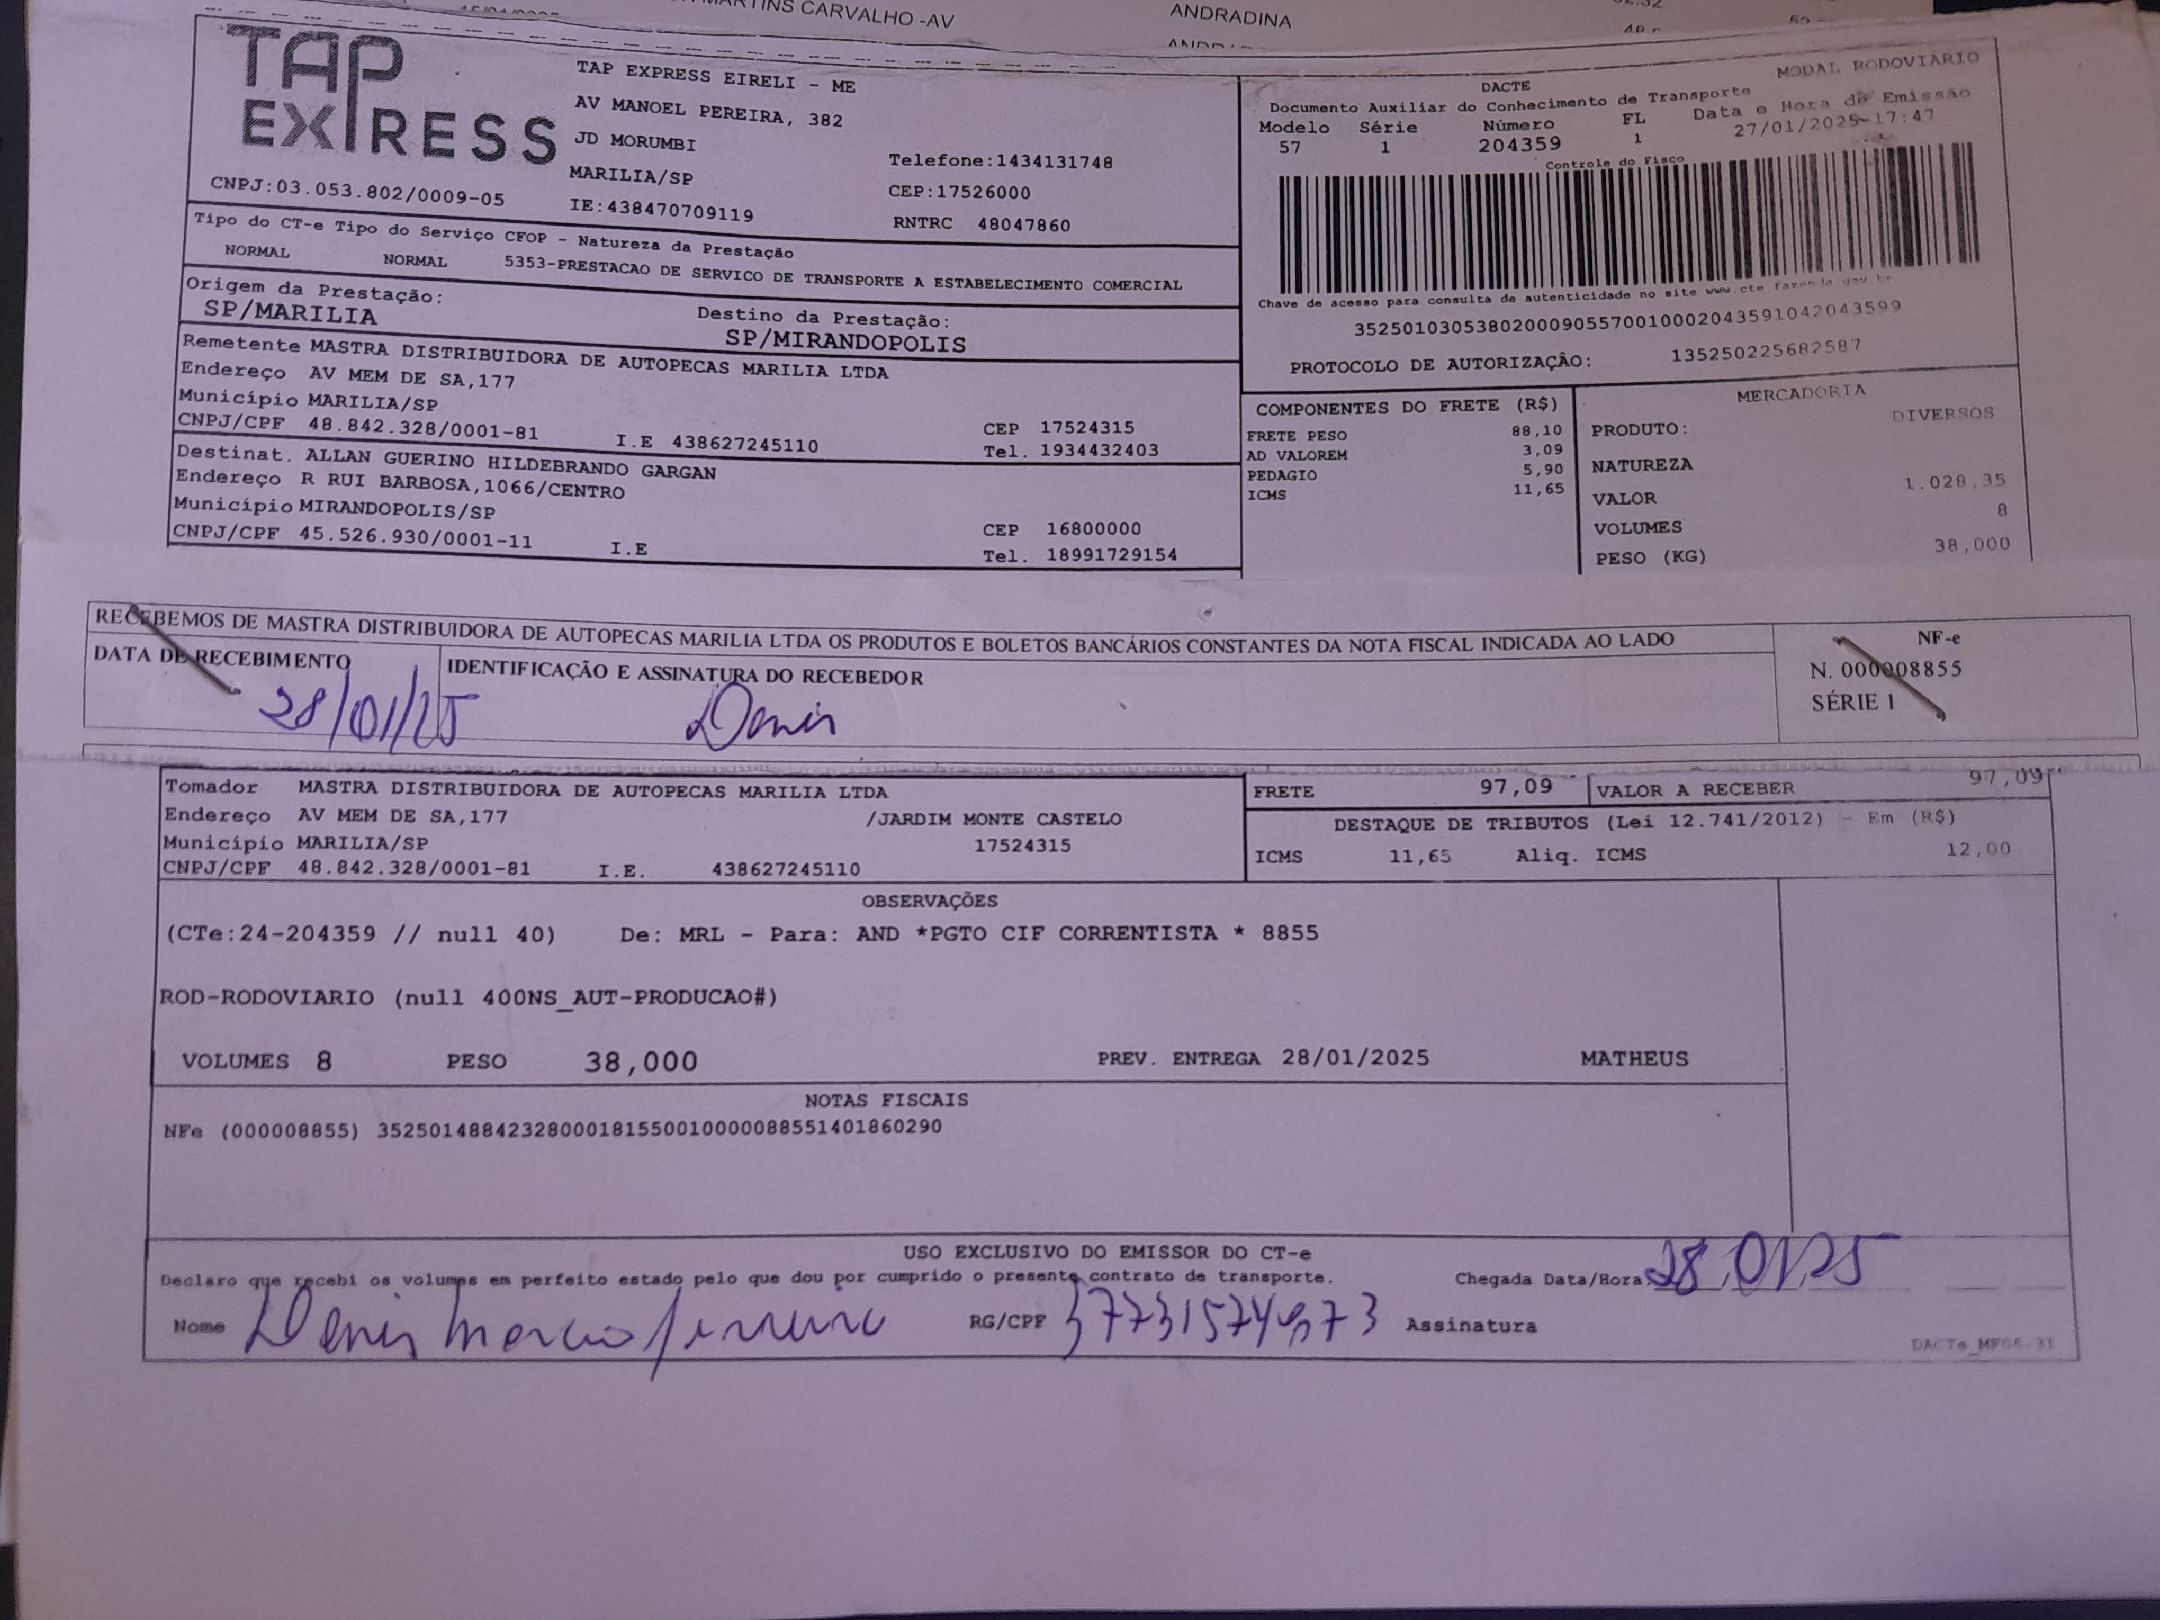 MARTINS CARVALHO -AV
ANDRADINA
TAP
EXPRESS
TAP EXPRESS EIRELI - ME
AV MANOEL PEREIRA, 382
JD MORUMBI
MARILIA/SP
Telefone:1434131748
CEP:17526000
CNPJ:03.053.802/0009-05
IE:438470709119
RNTRC 48047860
Tipo do CT-e Tipo do Serviço CFOP - Natureza da Prestação
NORMAL NORMAL 5353-PRESTACAO DE SERVICO DE TRANSPORTE A ESTABELECIMENTO COMERCIAL
Origem da Prestação:
SP/MARILIA
Destino da Prestação:
SP/MIRANDOPOLIS
Remetente MASTRA DISTRIBUIDORA DE AUTOPECAS MARILIA LTDA
Endereço AV MEM DE SA,177
Município MARILIA/SP
CEP 17524315
CNPJ/CPF 48.842.328/0001-81 I.E 438627245110 Tel. 1934432403
Destinat. ALLAN GUERINO HILDEBRANDO GARGAN
Endereço R RUI BARBOSA,1066/CENTRO
Município MIRANDOPOLIS/SP
CEP 16800000
CNPJ/CPF 45.526.930/0001-11 I.E Tel. 18991729154
MODAL RODOVIARIO
DACTE
Documento Auxiliar do Conhecimento de Transporte
Modelo Série Número FL Data e Hora de Emissão
57 1 204359 1 27/01/2025-17:47
Controle do Fisco
Chave de acesso para consulta de autenticidade no site www.cte.fazenda.gov.br
35250103053802000905570010002043591042043599
PROTOCOLO DE AUTORIZAÇÃO: 135250225682587
COMPONENTES DO FRETE (R$)
FRETE PESO 88,10
AD VALOREM 3,09
PEDAGIO 5,90
ICMS 11,65
MERCADORIA
PRODUTO: DIVERSOS
NATUREZA
VALOR 1.028,35
VOLUMES 8
PESO (KG) 38,000
RECEBEMOS DE MASTRA DISTRIBUIDORA DE AUTOPECAS MARILIA LTDA OS PRODUTOS E BOLETOS BANCÁRIOS CONSTANTES DA NOTA FISCAL INDICADA AO LADO
DATA DE RECEBIMENTO
28/01/25
IDENTIFICAÇÃO E ASSINATURA DO RECEBEDOR
Denis
NF-e
N. 000008855
SÉRIE 1
Tomador MASTRA DISTRIBUIDORA DE AUTOPECAS MARILIA LTDA
Endereço AV MEM DE SA,177 /JARDIM MONTE CASTELO
Município MARILIA/SP 17524315
CNPJ/CPF 48.842.328/0001-81 I.E. 438627245110
FRETE 97,09 VALOR A RECEBER 97,09
DESTAQUE DE TRIBUTOS (Lei 12.741/2012) - Em (R$)
ICMS 11,65 Aliq. ICMS 12,00
OBSERVAÇÕES
(CTe:24-204359 // null 40) De: MRL - Para: AND *PGTO CIF CORRENTISTA * 8855
ROD-RODOVIARIO (null 400NS_AUT-PRODUCAO#)
VOLUMES 8 PESO 38,000 PREV. ENTREGA 28/01/2025 MATHEUS
NOTAS FISCAIS
NFe (000008855) 35250148842328000181550010000088551401860290
USO EXCLUSIVO DO EMISSOR DO CT-e
Declaro que recebi os volumes em perfeito estado pelo que dou por cumprido o presente contrato de transporte.
Chegada Data/Hora 28,01,25
Nome Denis RG/CPF Assinatura